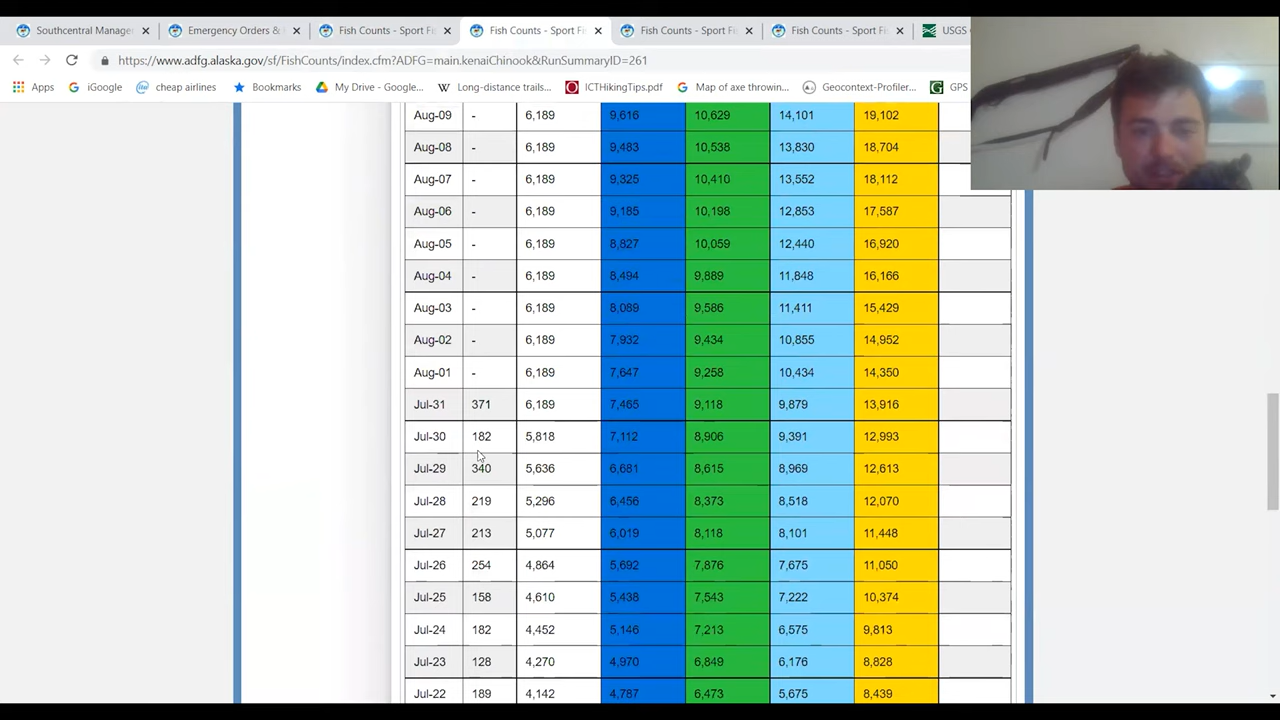 Southcentral Manage
Emergency Orders &
Fish Counts - Sport Fi
Fish Counts - Sport Fi
Fish Counts - Sport Fi
Fish Counts - Sport Fi
USGS
https://www.adfg.alaska.gov/sf/FishCounts/index.cfm?ADFG=main.kenaiChinook&RunSummaryID=261
Apps iGoogle cheap airlines Bookmarks My Drive - Google... Long-distance trails... ICTHikingTips.pdf Map of axe throwin... Geocontext-Profiler... GPS
Aug-09 - 6,189 9,616 10,629 14,101 19,102
Aug-08 - 6,189 9,483 10,538 13,830 18,704
Aug-07 - 6,189 9,325 10,410 13,552 18,112
Aug-06 - 6,189 9,185 10,198 12,853 17,587
Aug-05 - 6,189 8,827 10,059 12,440 16,920
Aug-04 - 6,189 8,494 9,889 11,848 16,166
Aug-03 - 6,189 8,089 9,586 11,411 15,429
Aug-02 - 6,189 7,932 9,434 10,855 14,952
Aug-01 - 6,189 7,647 9,258 10,434 14,350
Jul-31 371 6,189 7,465 9,118 9,879 13,916
Jul-30 182 5,818 7,112 8,906 9,391 12,993
Jul-29 340 5,636 6,681 8,615 8,969 12,613
Jul-28 219 5,296 6,456 8,373 8,518 12,070
Jul-27 213 5,077 6,019 8,118 8,101 11,448
Jul-26 254 4,864 5,692 7,876 7,675 11,050
Jul-25 158 4,610 5,438 7,543 7,222 10,374
Jul-24 182 4,452 5,146 7,213 6,575 9,813
Jul-23 128 4,270 4,970 6,849 6,176 8,828
Jul-22 189 4,142 4,787 6,473 5,675 8,439